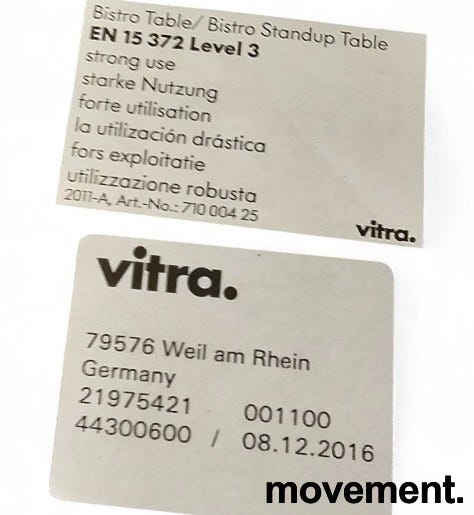 Bistro Table/ Bistro Standup Table
EN 15 372 Level 3
strong use
starke Nutzung
forte utilisation
la utilización drástica
fors exploitatie
utilizzazione robusta
2011-A, Art.-No.: 710 004 25
vitra.
vitra.
79576 Weil am Rhein
Germany
21975421 001100
44300600 / 08.12.2016
movement.